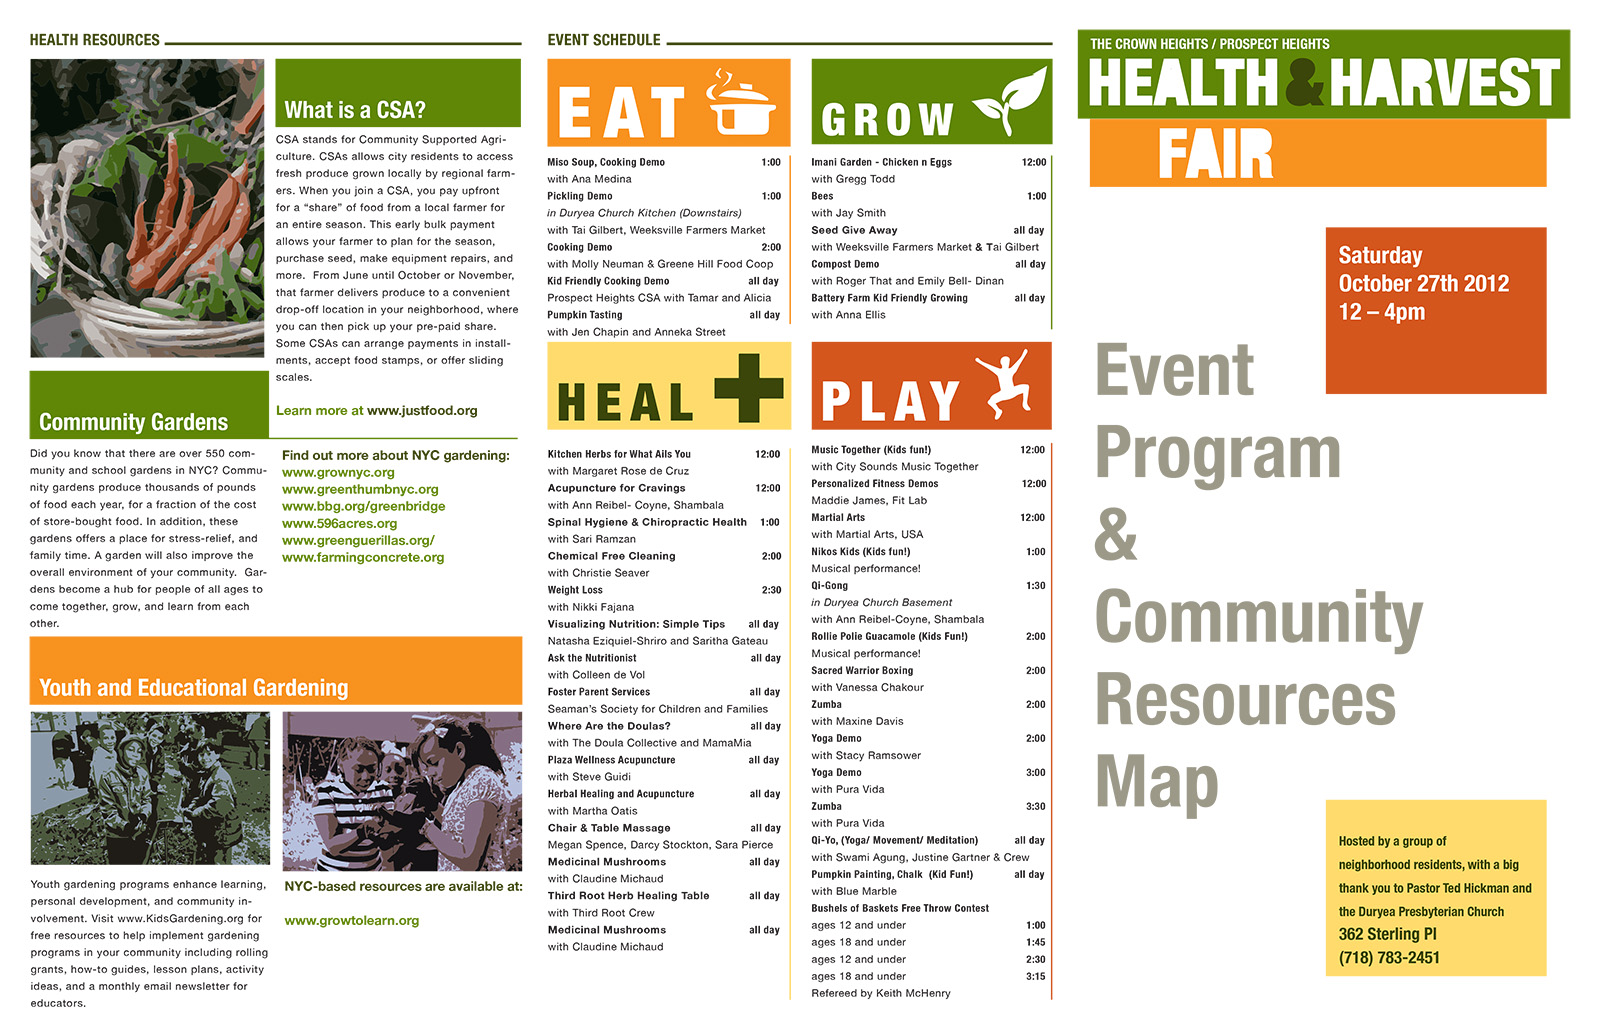 HEALTH RESOURCES
What is a CSA?
CSA stands for Community Supported Agri-
culture. CSAs allows city residents to access
fresh produce grown locally by regional farm-
ers. When you join a CSA, you pay upfront
for a “share” of food from a local farmer for
an entire season. This early bulk payment
allows your farmer to plan for the season,
purchase seed, make equipment repairs, and
more. From June until October or November,
that farmer delivers produce to a convenient
drop-off location in your neighborhood, where
you can then pick up your pre-paid share.
Some CSAs can arrange payments in install-
ments, accept food stamps, or offer sliding
scales.
Learn more at www.justfood.org
Community Gardens
Did you know that there are over 550 com-
munity and school gardens in NYC? Commu-
nity gardens produce thousands of pounds
of food each year, for a fraction of the cost
of store-bought food. In addition, these
gardens offers a place for stress-relief, and
family time. A garden will also improve the
overall environment of your community. Gar-
dens become a hub for people of all ages to
come together, grow, and learn from each
other.
Find out more about NYC gardening:
www.grownyc.org
www.greenthumbnyc.org
www.bbg.org/greenbridge
www.596acres.org
www.greenguerillas.org/
www.farmingconcrete.org
Youth and Educational Gardening
Youth gardening programs enhance learning,
personal development, and community in-
volvement. Visit www.KidsGardening.org for
free resources to help implement gardening
programs in your community including rolling
grants, how-to guides, lesson plans, activity
ideas, and a monthly email newsletter for
educators.
NYC-based resources are available at:
www.growtolearn.org
EVENT SCHEDULE
EAT
Miso Soup, Cooking Demo 1:00
with Ana Medina
Pickling Demo 1:00
in Duryea Church Kitchen (Downstairs)
with Tai Gilbert, Weeksville Farmers Market
Cooking Demo 2:00
with Molly Neuman & Greene Hill Food Coop
Kid Friendly Cooking Demo all day
Prospect Heights CSA with Tamar and Alicia
Pumpkin Tasting all day
with Jen Chapin and Anneka Street
GROW
Imani Garden - Chicken n Eggs 12:00
with Gregg Todd
Bees 1:00
with Jay Smith
Seed Give Away all day
with Weeksville Farmers Market & Tai Gilbert
Compost Demo all day
with Roger That and Emily Bell- Dinan
Battery Farm Kid Friendly Growing all day
with Anna Ellis
HEAL
Kitchen Herbs for What Ails You 12:00
with Margaret Rose de Cruz
Acupuncture for Cravings 12:00
with Ann Reibel- Coyne, Shambala
Spinal Hygiene & Chiropractic Health 1:00
with Sari Ramzan
Chemical Free Cleaning 2:00
with Christie Seaver
Weight Loss 2:30
with Nikki Fajana
Visualizing Nutrition: Simple Tips all day
Natasha Eziquiel-Shriro and Saritha Gateau
Ask the Nutritionist all day
with Colleen de Vol
Foster Parent Services all day
Seaman’s Society for Children and Families
Where Are the Doulas? all day
with The Doula Collective and MamaMia
Plaza Wellness Acupuncture all day
with Steve Guidi
Herbal Healing and Acupuncture all day
with Martha Oatis
Chair & Table Massage all day
Megan Spence, Darcy Stockton, Sara Pierce
Medicinal Mushrooms all day
with Claudine Michaud
Third Root Herb Healing Table all day
with Third Root Crew
Medicinal Mushrooms all day
with Claudine Michaud
PLAY
Music Together (Kids fun!) 12:00
with City Sounds Music Together
Personalized Fitness Demos 12:00
Maddie James, Fit Lab
Martial Arts 12:00
with Martial Arts, USA
Nikos Kids (Kids fun!) 1:00
Musical performance!
Qi-Gong 1:30
in Duryea Church Basement
with Ann Reibel-Coyne, Shambala
Rollie Polie Guacamole (Kids Fun!) 2:00
Musical performance!
Sacred Warrior Boxing 2:00
with Vanessa Chakour
Zumba 2:00
with Maxine Davis
Yoga Demo 2:00
with Stacy Ramsower
Yoga Demo 3:00
with Pura Vida
Zumba 3:30
with Pura Vida
Qi-Yo, (Yoga/ Movement/ Meditation) all day
with Swami Agung, Justine Gartner & Crew
Pumpkin Painting, Chalk (Kid Fun!) all day
with Blue Marble
Bushels of Baskets Free Throw Contest
ages 12 and under 1:00
ages 18 and under 1:45
ages 12 and under 2:30
ages 18 and under 3:15
Refereed by Keith McHenry
THE CROWN HEIGHTS / PROSPECT HEIGHTS
HEALTH & HARVEST
FAIR
Saturday
October 27th 2012
12 – 4pm
Event
Program
&
Community
Resources
Map
Hosted by a group of
neighborhood residents, with a big
thank you to Pastor Ted Hickman and
the Duryea Presbyterian Church
362 Sterling Pl
(718) 783-2451